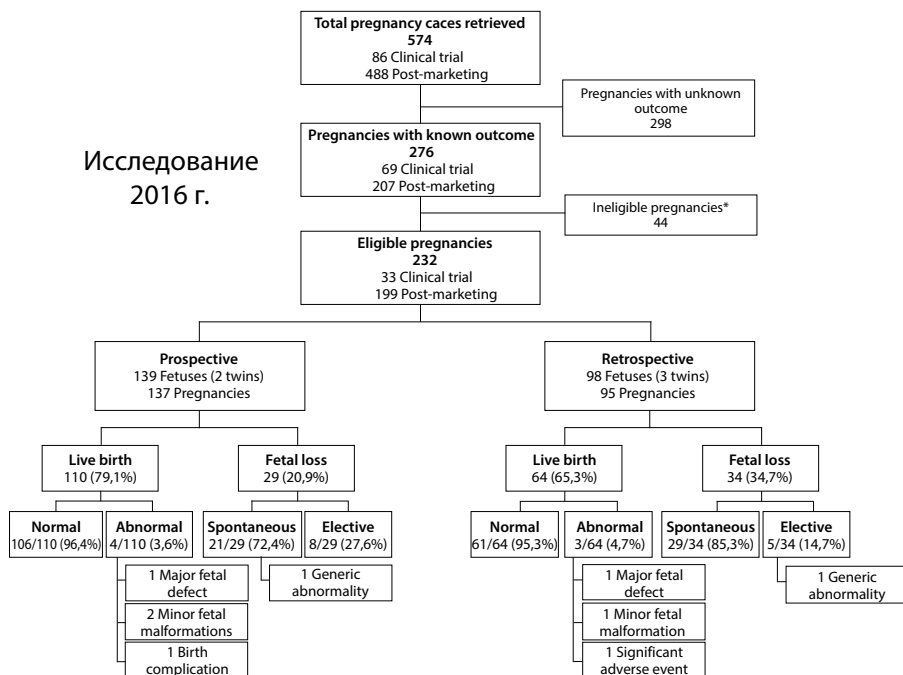 Total pregnancy caces retrieved
574
86 Clinical trial
488 Post-marketing
Pregnancies with unknown
outcome
298
Pregnancies with known outcome
276
69 Clinical trial
207 Post-marketing
Исследование
2016 г.
Ineligible pregnancies*
44
Eligible pregnancies
232
33 Clinical trial
199 Post-marketing
Prospective
139 Fetuses (2 twins)
137 Pregnancies
Retrospective
98 Fetuses (3 twins)
95 Pregnancies
Live birth
110 (79,1%)
Fetal loss
29 (20,9%)
Live birth
64 (65,3%)
Fetal loss
34 (34,7%)
Normal
106/110 (96,4%)
Abnormal
4/110 (3,6%)
Spontaneous
21/29 (72,4%)
Elective
8/29 (27,6%)
Normal
61/64 (95,3%)
Abnormal
3/64 (4,7%)
Spontaneous
29/34 (85,3%)
Elective
5/34 (14,7%)
1 Major fetal
defect
2 Minor fetal
malformations
1 Birth
complication
1 Generic
abnormality
1 Major fetal
defect
1 Minor fetal
malformation
1 Significant
adverse event
1 Generic
abnormality